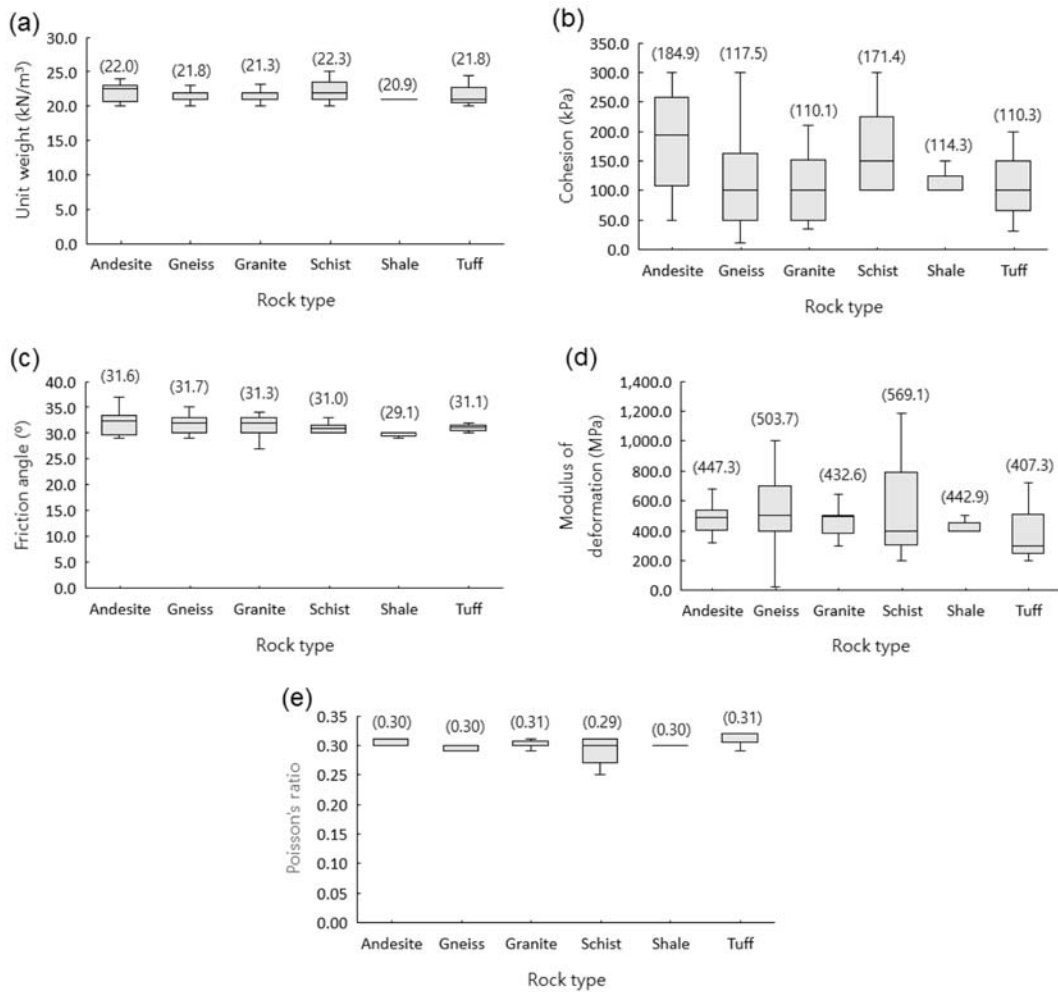 (a)
Unit weight (kN/m³)
30.0
25.0
20.0
15.0
10.0
5.0
0.0
(22.0) (21.8) (21.3) (22.3) (20.9) (21.8)
Andesite Gneiss Granite Schist Shale Tuff
Rock type
(b)
Cohesion (kPa)
350.0
300.0
250.0
200.0
150.0
100.0
50.0
0.0
(184.9) (117.5) (110.1) (171.4) (114.3) (110.3)
Andesite Gneiss Granite Schist Shale Tuff
Rock type
(c)
Friction angle (º)
40.0
35.0
30.0
25.0
20.0
15.0
10.0
5.0
0.0
(31.6) (31.7) (31.3) (31.0) (29.1) (31.1)
Andesite Gneiss Granite Schist Shale Tuff
Rock type
(d)
Modulus of
deformation (MPa)
1,400.0
1,200.0
1,000.0
800.0
600.0
400.0
200.0
0.0
(447.3) (503.7) (432.6) (569.1) (442.9) (407.3)
Andesite Gneiss Granite Schist Shale Tuff
Rock type
(e)
Poisson's ratio
0.35
0.30
0.25
0.20
0.15
0.10
0.05
0.00
(0.30) (0.30) (0.31) (0.29) (0.30) (0.31)
Andesite Gneiss Granite Schist Shale Tuff
Rock type